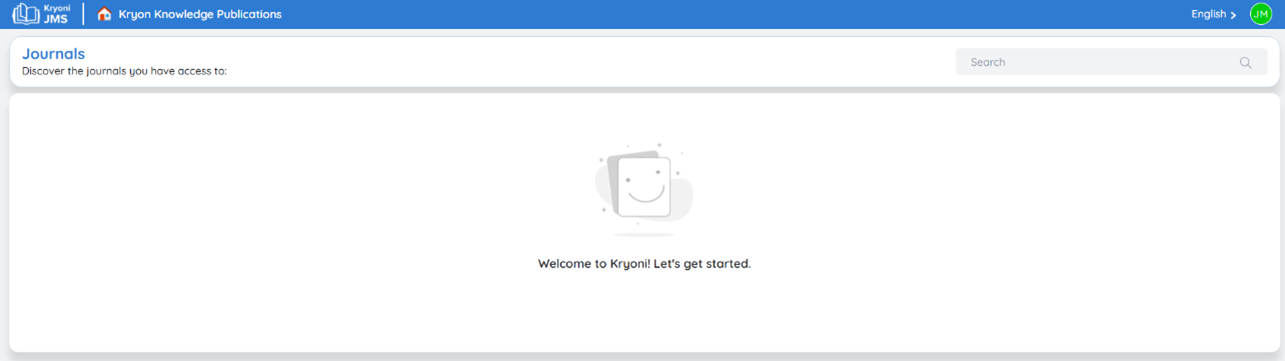 Kryoni
JMS
Kryon Knowledge Publications
English
JM
Journals
Discover the journals you have access to:
Search
Welcome to Kryoni! Let's get started.